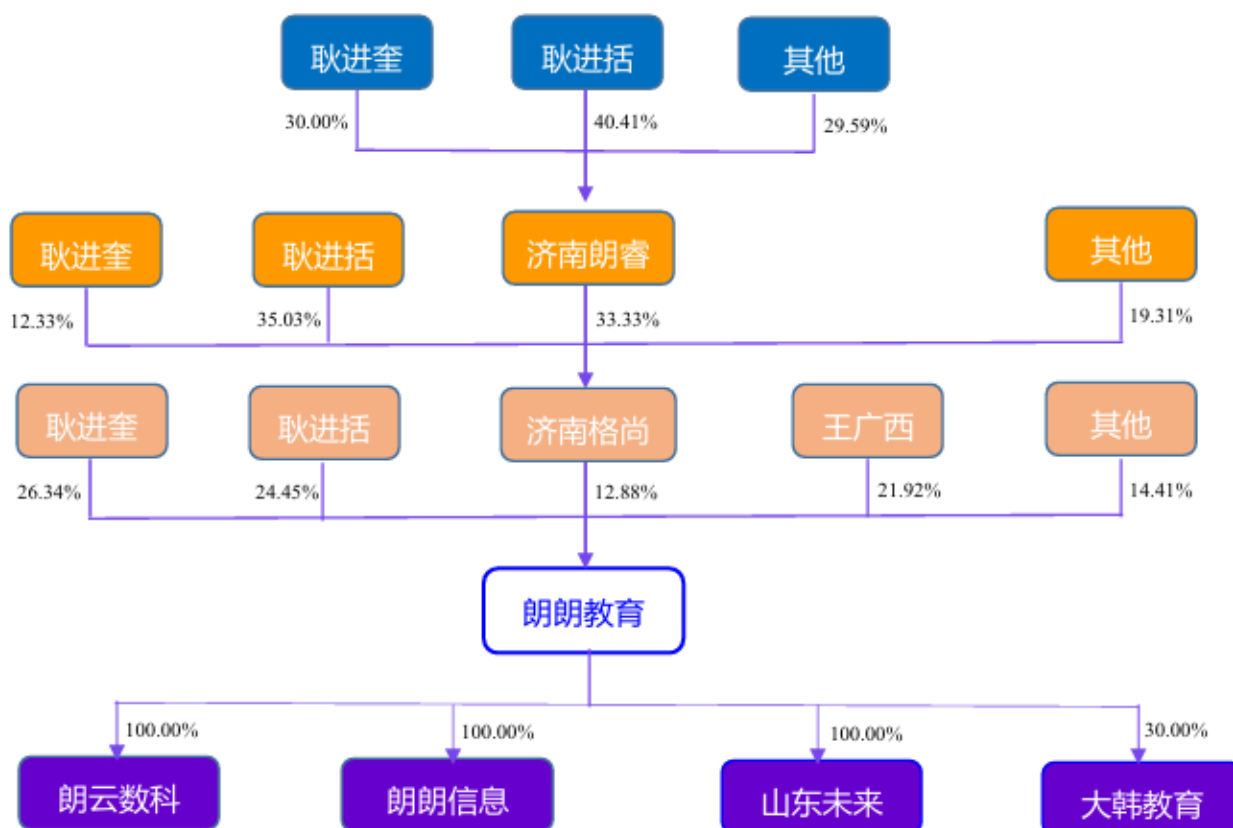 耿进奎
耿进括
其他
30.00%
40.41%
29.59%
耿进奎
耿进括
济南朗睿
其他
12.33%
35.03%
33.33%
19.31%
耿进奎
耿进括
济南格尚
王广西
其他
26.34%
24.45%
12.88%
21.92%
14.41%
朗朗教育
100.00%
100.00%
100.00%
30.00%
朗云数科
朗朗信息
山东未来
大韩教育